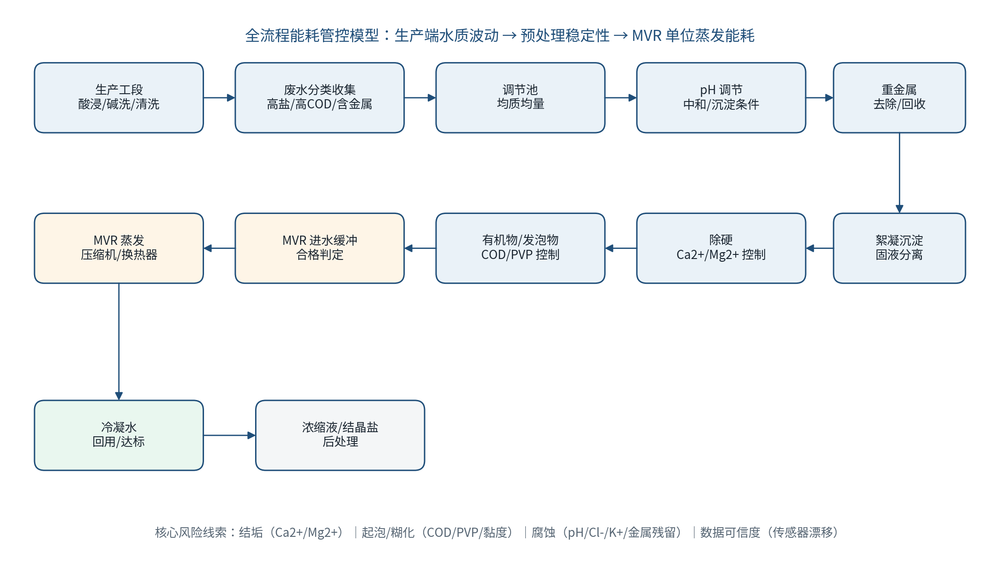 全流程能耗管控模型：生产端水质波动 → 预处理稳定性 → MVR 单位蒸发能耗
生产工段
酸浸/碱洗/清洗
废水分类收集
高盐/高COD/含金属
调节池
均质均量
pH 调节
中和/沉淀条件
重金属
去除/回收
MVR 蒸发
压缩机/换热器
MVR 进水缓冲
合格判定
有机物/发泡物
COD/PVP 控制
除硬
Ca2+/Mg2+ 控制
絮凝沉淀
固液分离
冷凝水
回用/达标
浓缩液/结晶盐
后处理
核心风险线索：结垢（Ca2+/Mg2+）｜起泡/糊化（COD/PVP/黏度）｜腐蚀（pH/Cl-/K+/金属残留）｜数据可信度（传感器漂移）